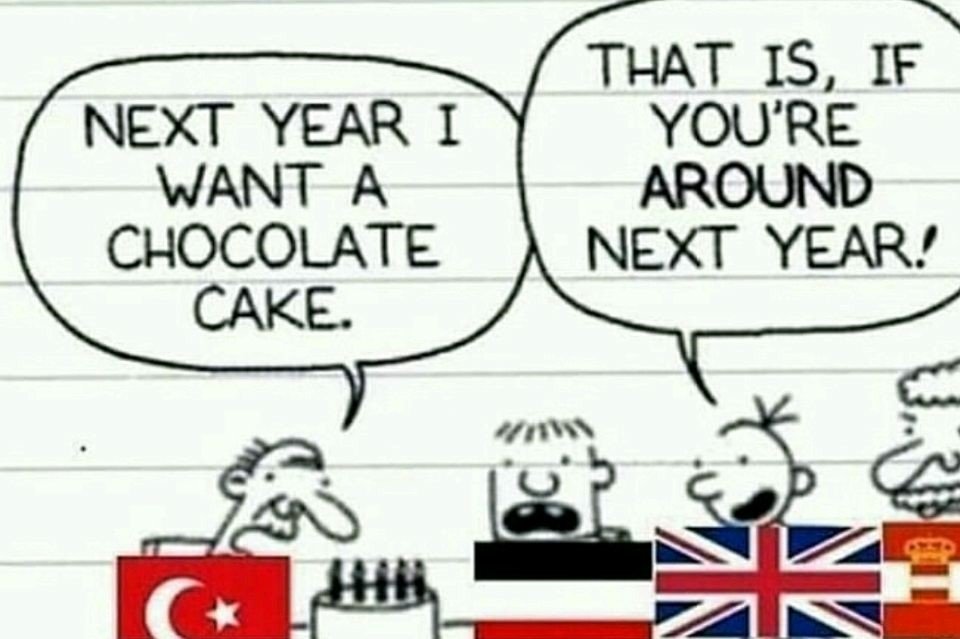 NEXT YEAR I
WANT A
CHOCOLATE
CAKE.
THAT IS, IF
YOU'RE
AROUND
NEXT YEAR!